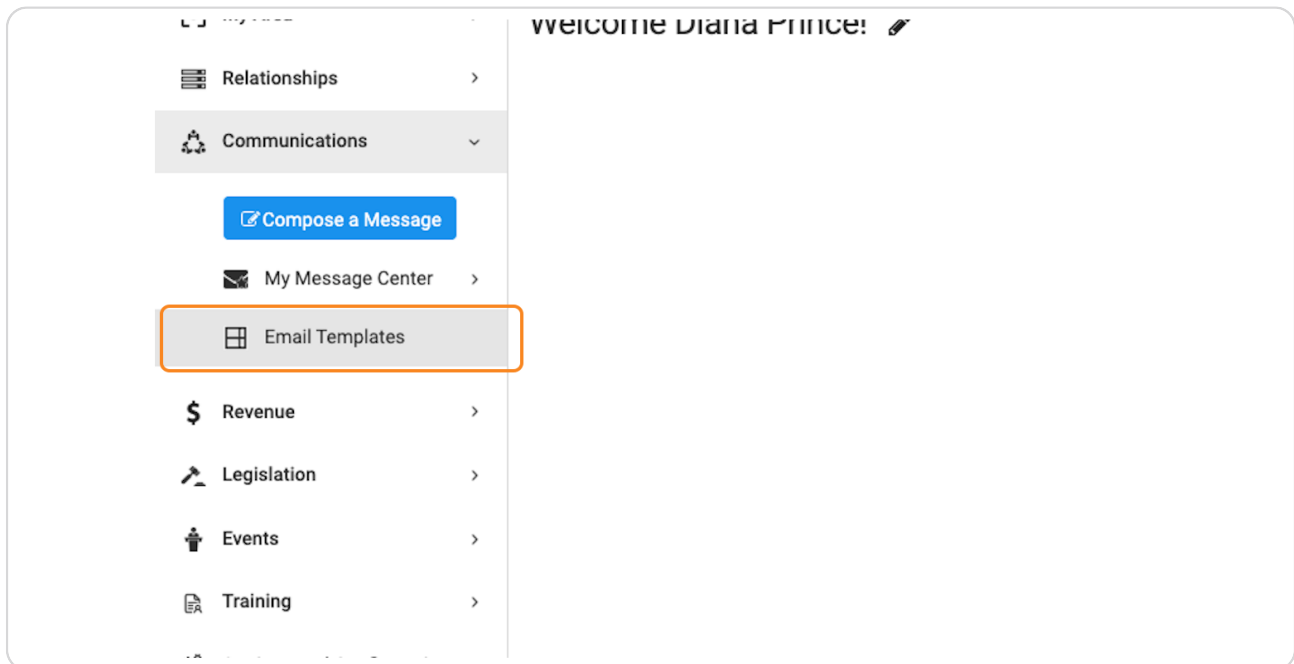 Welcome Diana Prince!
Relationships
Communications
Compose a Message
My Message Center
Email Templates
Revenue
Legislation
Events
Training